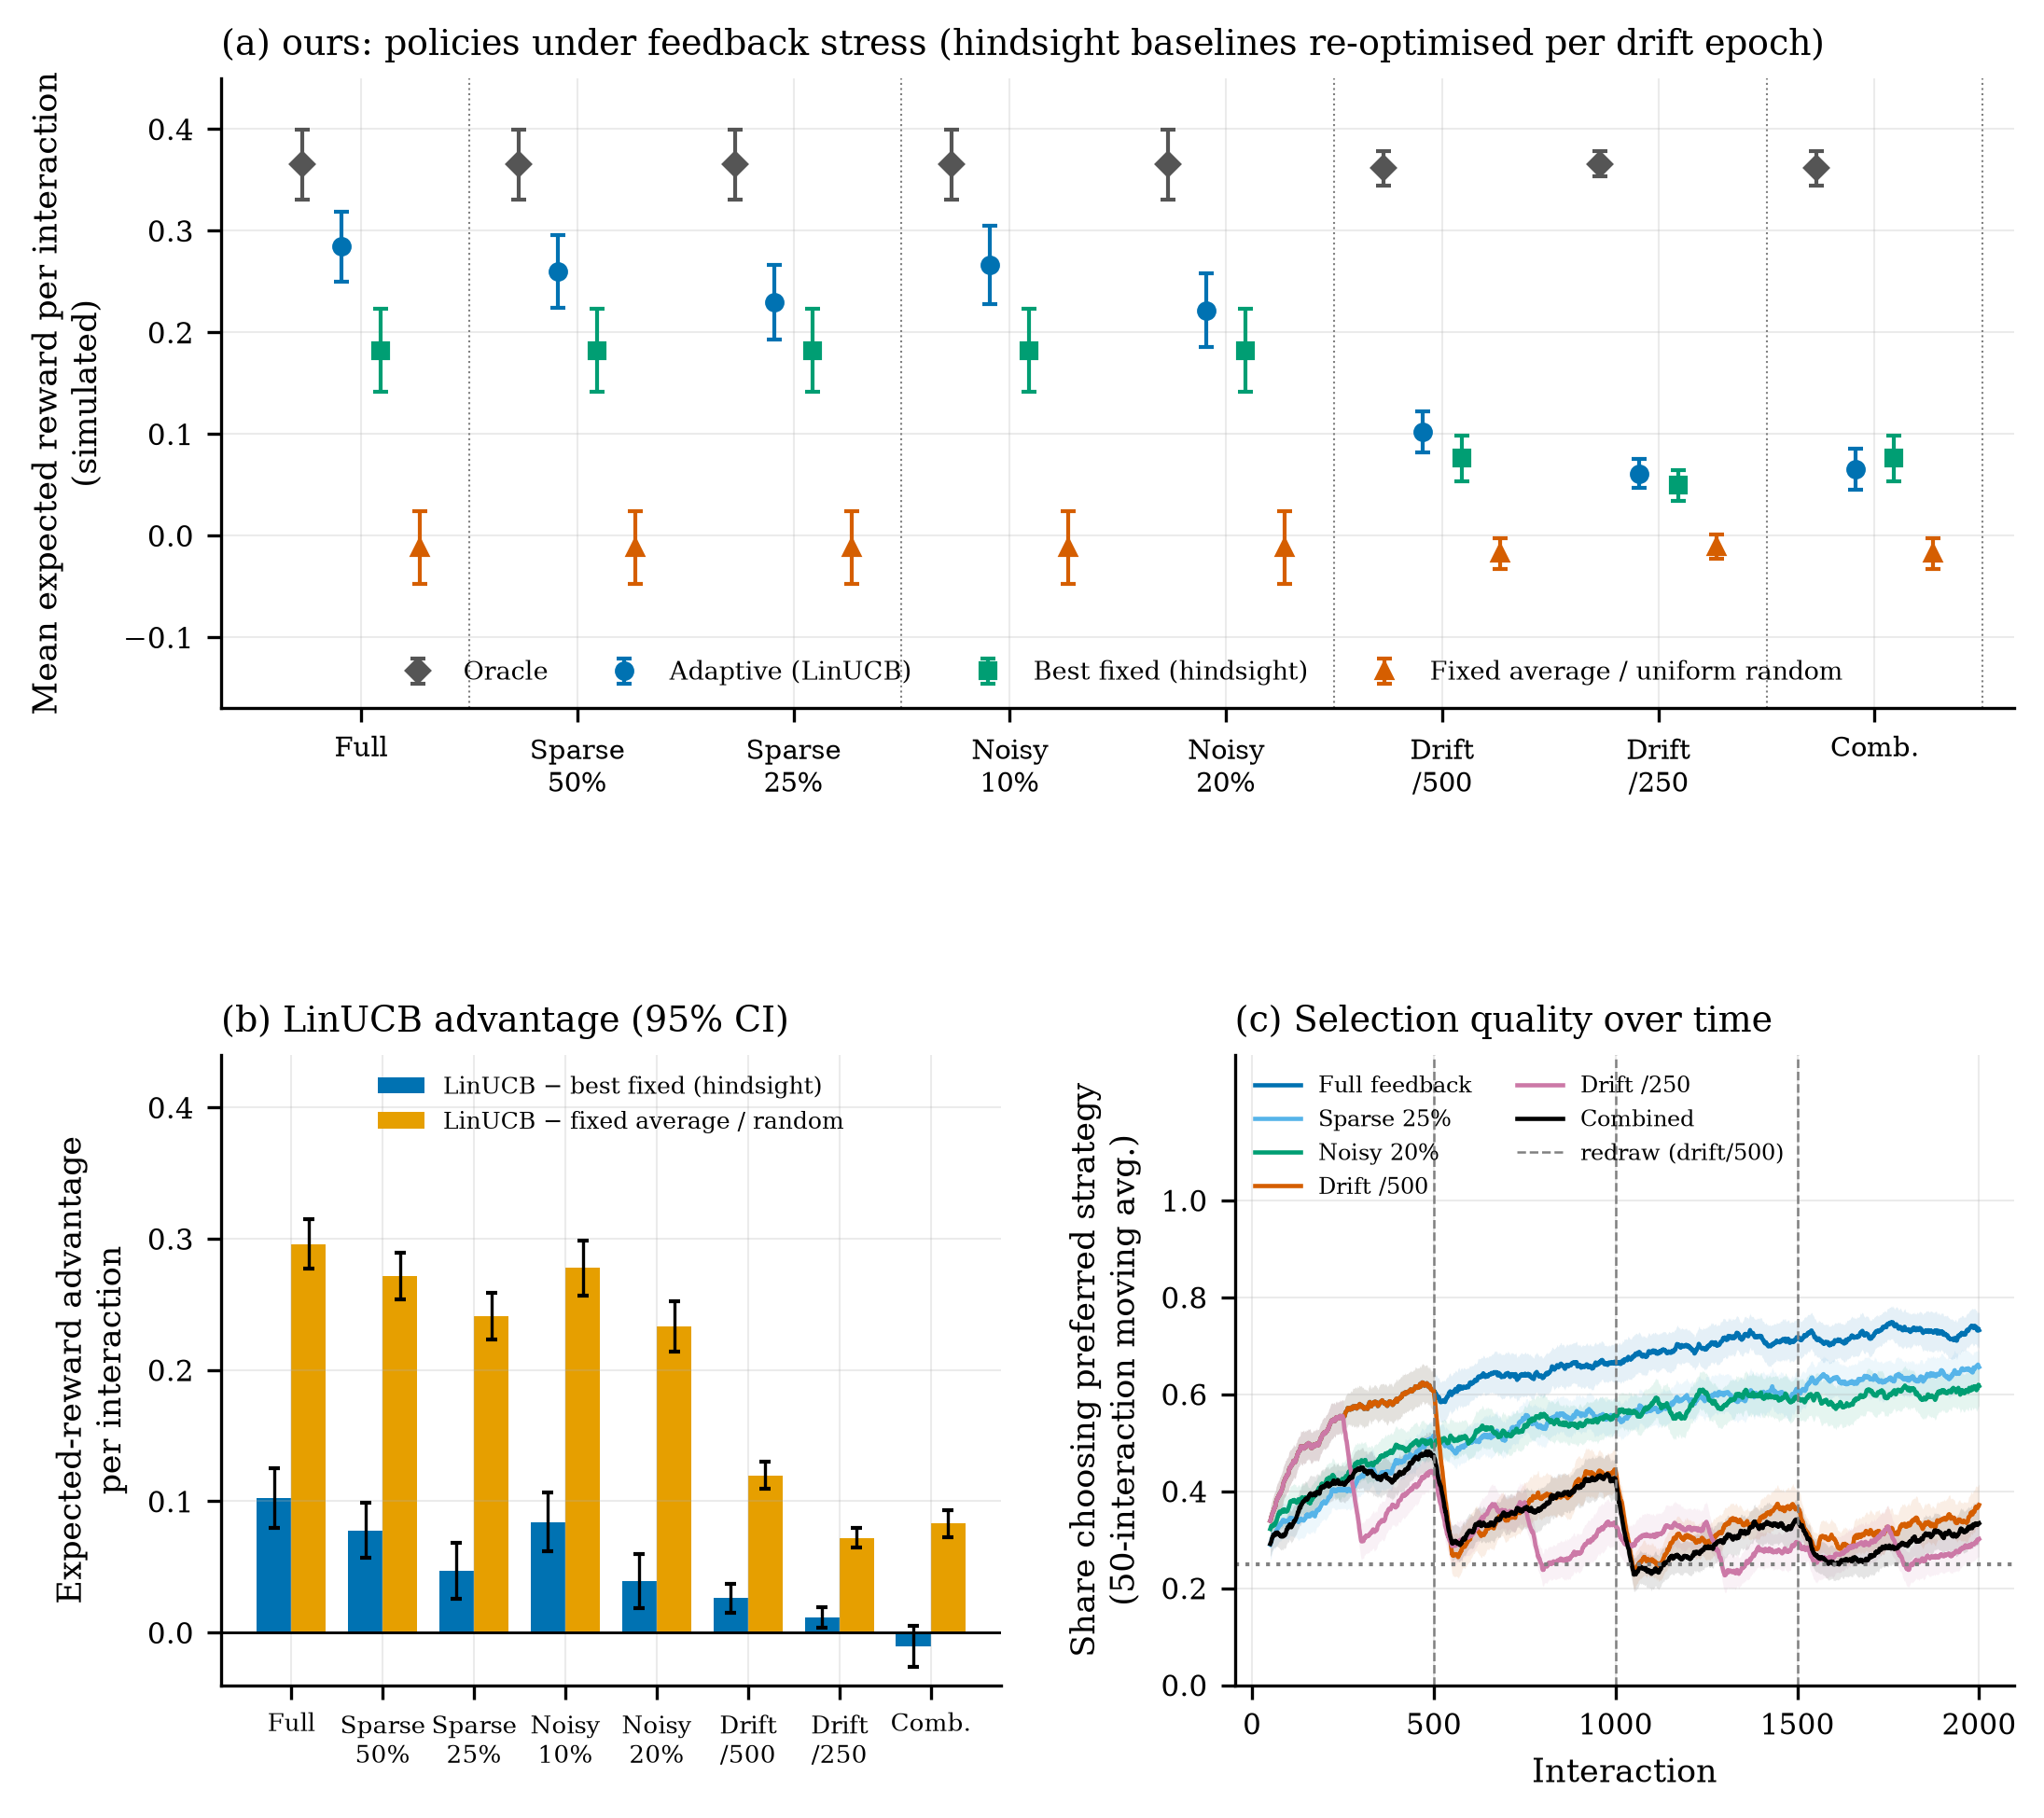 (a) ours: policies under feedback stress (hindsight baselines re-optimised per drift epoch)
Mean expected reward per interaction
(simulated)
0.4
0.3
0.2
0.1
0.0
−0.1
Oracle
Adaptive (LinUCB)
Best fixed (hindsight)
Fixed average / uniform random
Full
Sparse
50%
Sparse
25%
Noisy
10%
Noisy
20%
Drift
/500
Drift
/250
Comb.
(b) LinUCB advantage (95% CI)
Expected-reward advantage
per interaction
0.4
0.3
0.2
0.1
0.0
LinUCB − best fixed (hindsight)
LinUCB − fixed average / random
Full
Sparse
50%
Sparse
25%
Noisy
10%
Noisy
20%
Drift
/500
Drift
/250
Comb.
(c) Selection quality over time
Share choosing preferred strategy
(50-interaction moving avg.)
1.0
0.8
0.6
0.4
0.2
0.0
Full feedback
Sparse 25%
Noisy 20%
Drift /500
Drift /250
Combined
redraw (drift/500)
0
500
1000
1500
2000
Interaction